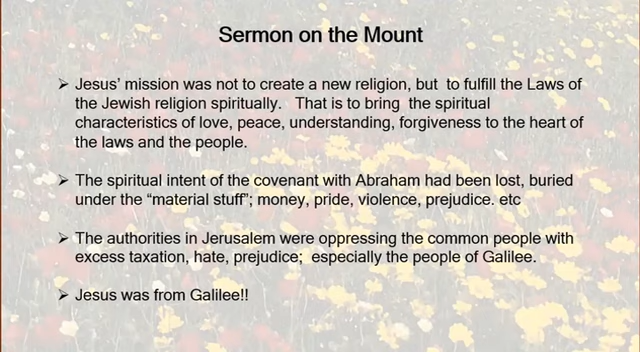 Sermon on the Mount
➢ Jesus’ mission was not to create a new religion, but to fulfill the Laws of
the Jewish religion spiritually. That is to bring the spiritual
characteristics of love, peace, understanding, forgiveness to the heart of
the laws and the people.
➢ The spiritual intent of the covenant with Abraham had been lost, buried
under the “material stuff”; money, pride, violence, prejudice. etc
➢ The authorities in Jerusalem were oppressing the common people with
excess taxation, hate, prejudice; especially the people of Galilee.
➢ Jesus was from Galilee!!